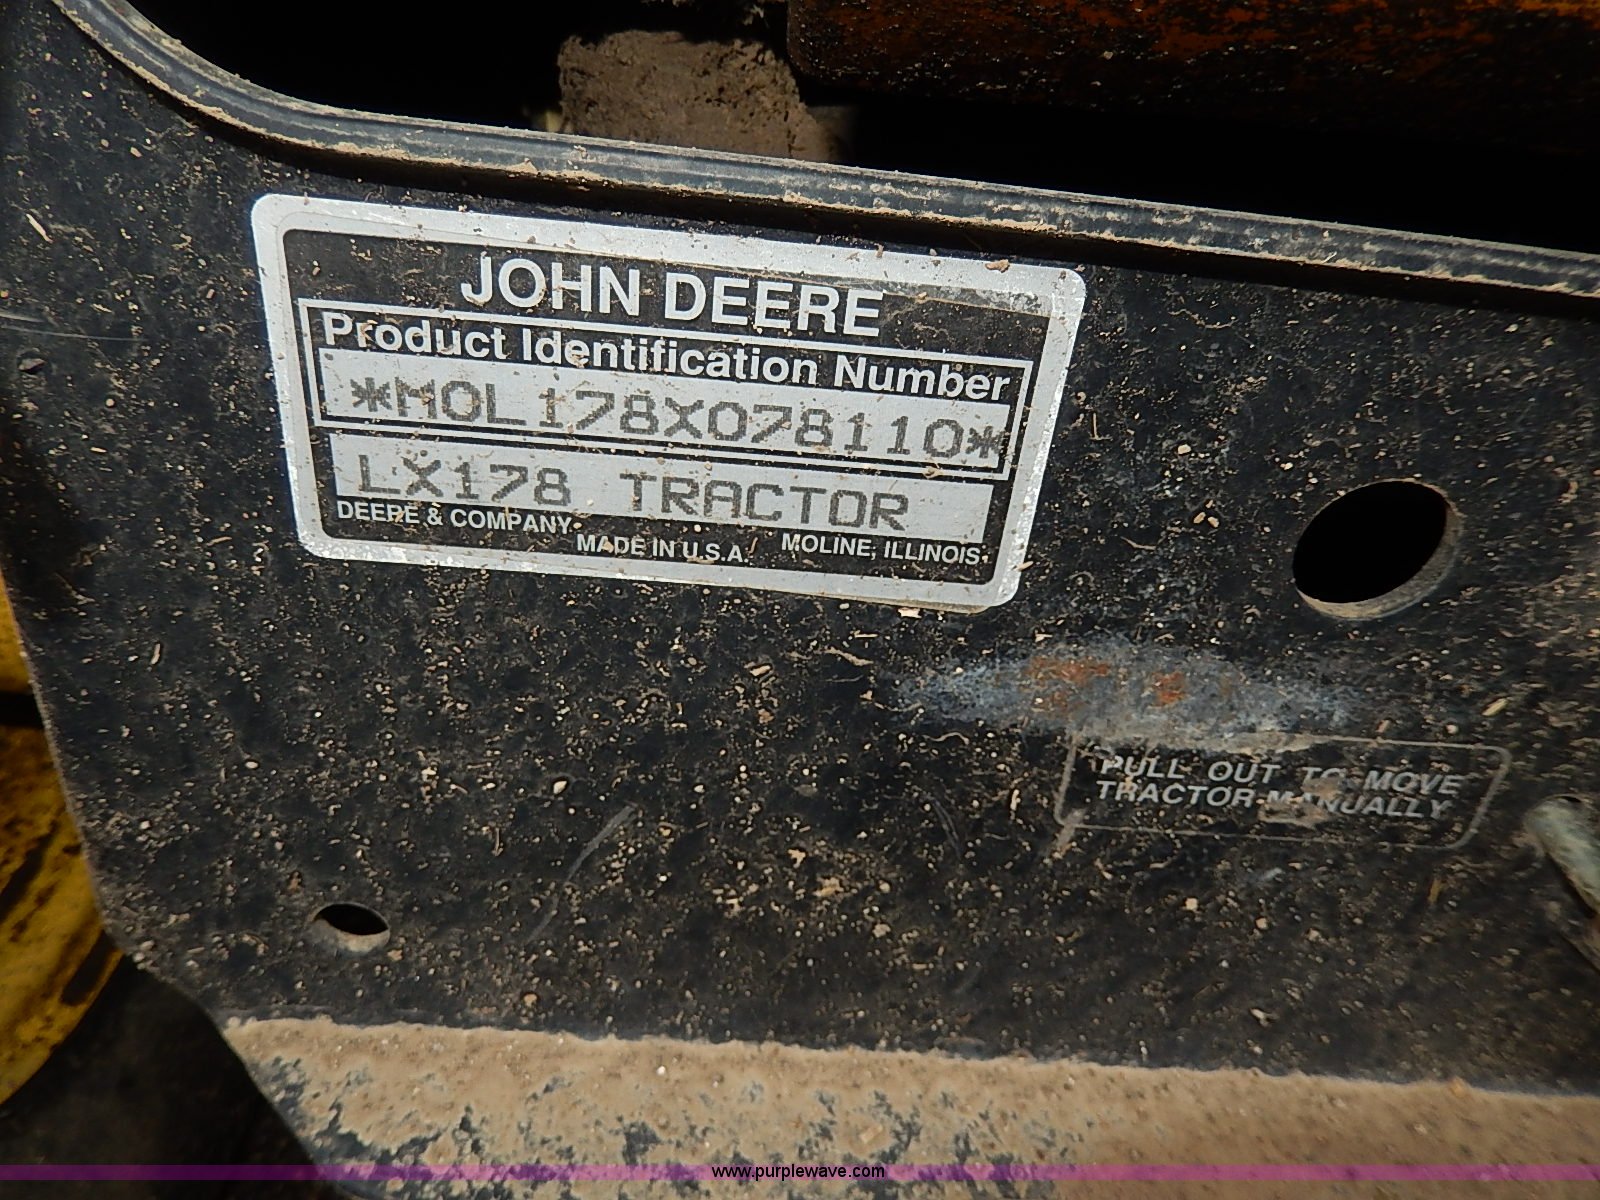 JOHN DEERE
Product Identification Number
*MOL178X078110*
LX178 TRACTOR
DEERE & COMPANY
MADE IN U.S.A.
MOLINE, ILLINOIS
PULL OUT TO MOVE
TRACTOR MANUALLY
www.purplewave.com